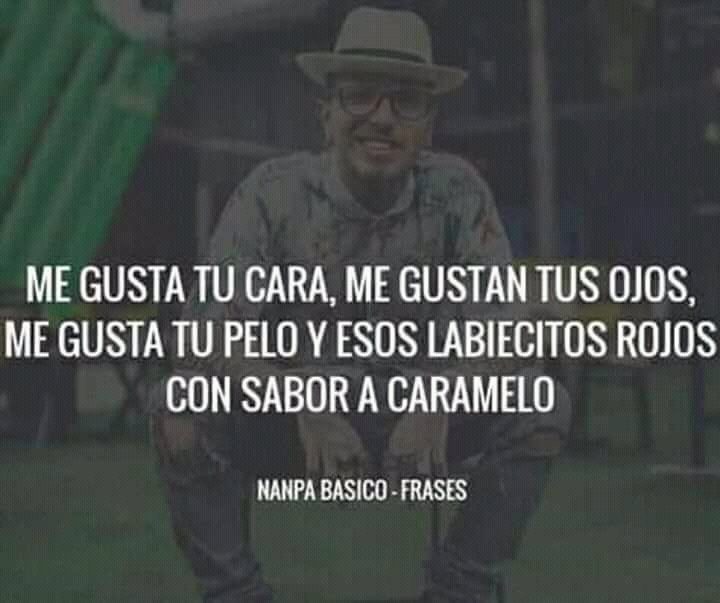 ME GUSTA TU CARA, ME GUSTAN TUS OJOS,
ME GUSTA TU PELO Y ESOS LABIECITOS ROJOS
CON SABOR A CARAMELO
NANPA BASICO - FRASES